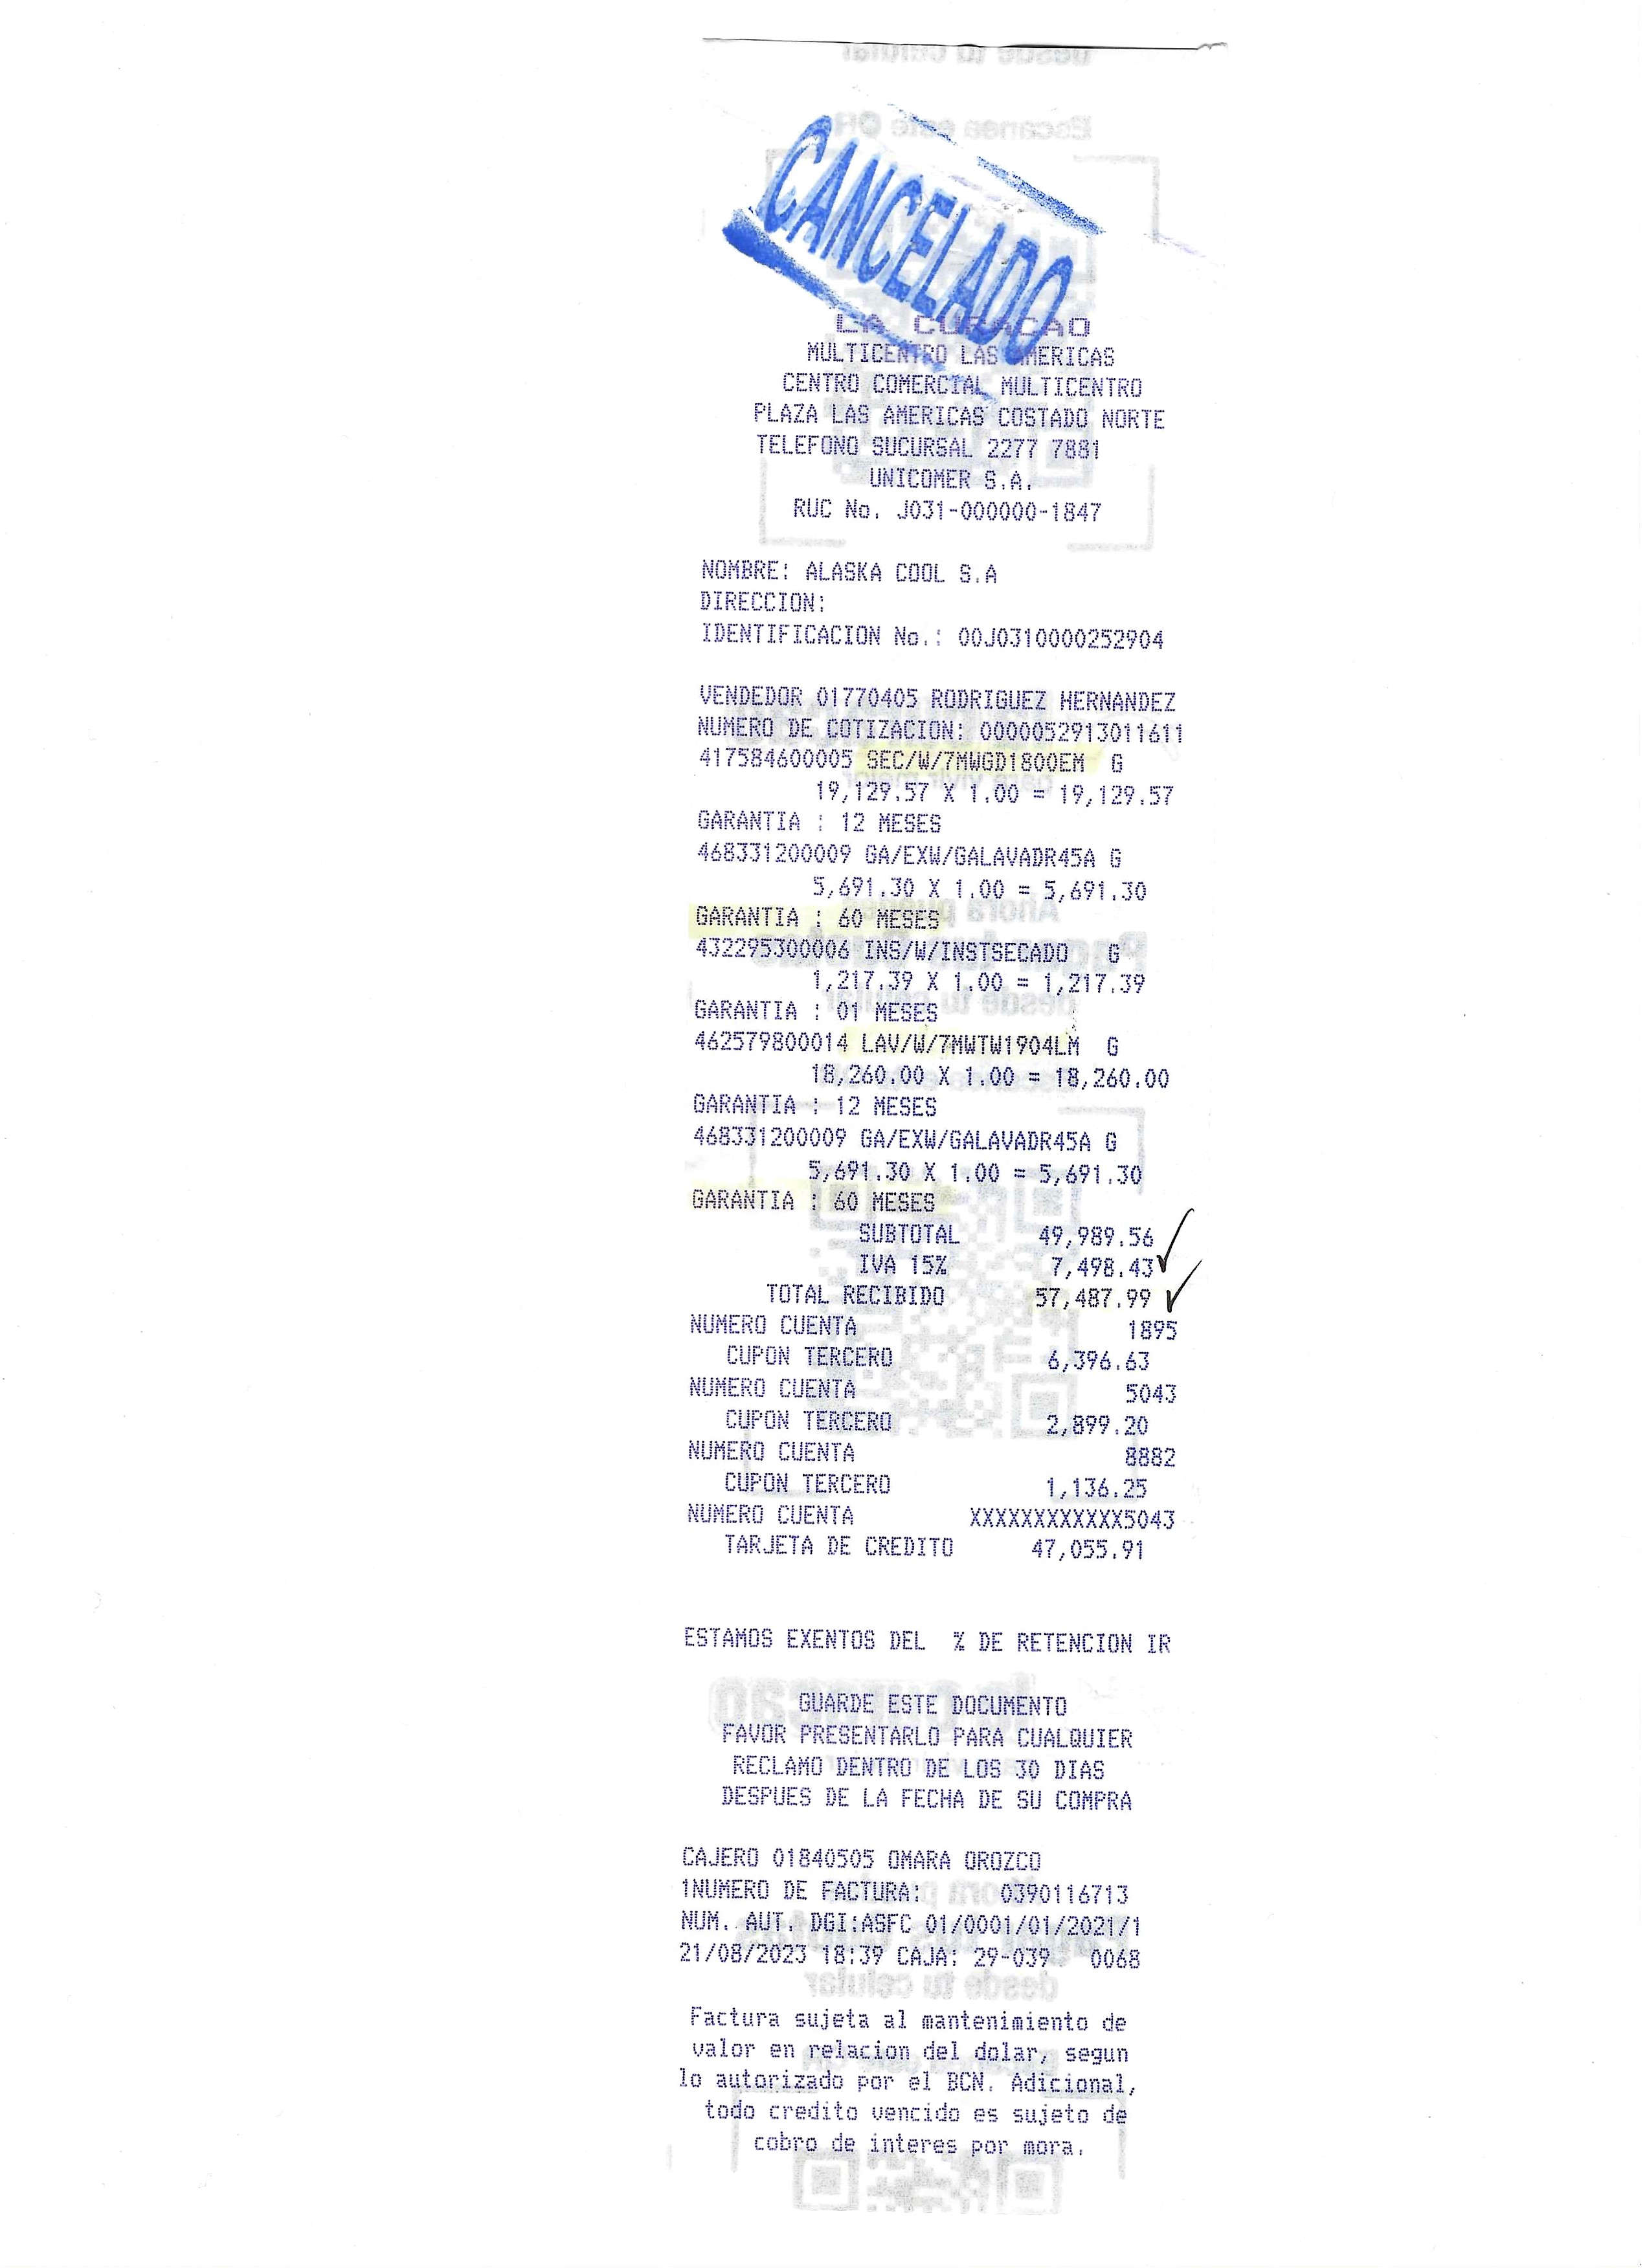 CANCELADO
LA CURACAO
MULTICENTRO LAS AMERICAS
CENTRO COMERCIAL MULTICENTRO
PLAZA LAS AMERICAS COSTADO NORTE
TELEFONO SUCURSAL 2277 7881
UNICOMER S.A.
RUC No. J031-000000-1847
NOMBRE: ALASKA COOL S.A
DIRECCION:
IDENTIFICACION No.: 00J0310000252904
VENDEDOR 01770405 RODRIGUEZ HERNANDEZ
NUMERO DE COTIZACION: 0000052913011611
417584600005 SEC/W/7MWGD1800EM G
19,129.57 X 1.00 = 19,129.57
GARANTIA : 12 MESES
468331200009 GA/EXW/GALAVADR45A G
5,691.30 X 1.00 = 5,691.30
GARANTIA : 60 MESES
432295300006 INS/W/INSTSECADO G
1,217.39 X 1.00 = 1,217.39
GARANTIA : 01 MESES
462579800014 LAV/W/7MWTW1904LM G
18,260.00 X 1.00 = 18,260.00
GARANTIA : 12 MESES
468331200009 GA/EXW/GALAVADR45A G
5,691.30 X 1.00 = 5,691.30
GARANTIA : 60 MESES
SUBTOTAL 49,989.56
IVA 15% 7,498.43
TOTAL RECIBIDO 57,487.99
NUMERO CUENTA 1895
CUPON TERCERO 6,396.63
NUMERO CUENTA 5043
CUPON TERCERO 2,899.20
NUMERO CUENTA 8882
CUPON TERCERO 1,136.25
NUMERO CUENTA XXXXXXXXXXXX5043
TARJETA DE CREDITO 47,055.91
ESTAMOS EXENTOS DEL % DE RETENCION IR
GUARDE ESTE DOCUMENTO
FAVOR PRESENTARLO PARA CUALQUIER
RECLAMO DENTRO DE LOS 30 DIAS
DESPUES DE LA FECHA DE SU COMPRA
CAJERO 01840505 OMARA OROZCO
1NUMERO DE FACTURA: 0390116713
NUM. AUT. DGI:ASFC 01/0001/01/2021/1
21/08/2023 18:39 CAJA: 29-039 0068
Factura sujeta al mantenimiento de
valor en relacion del dolar, segun
lo autorizado por el BCN. Adicional,
todo credito vencido es sujeto de
cobro de interes por mora.